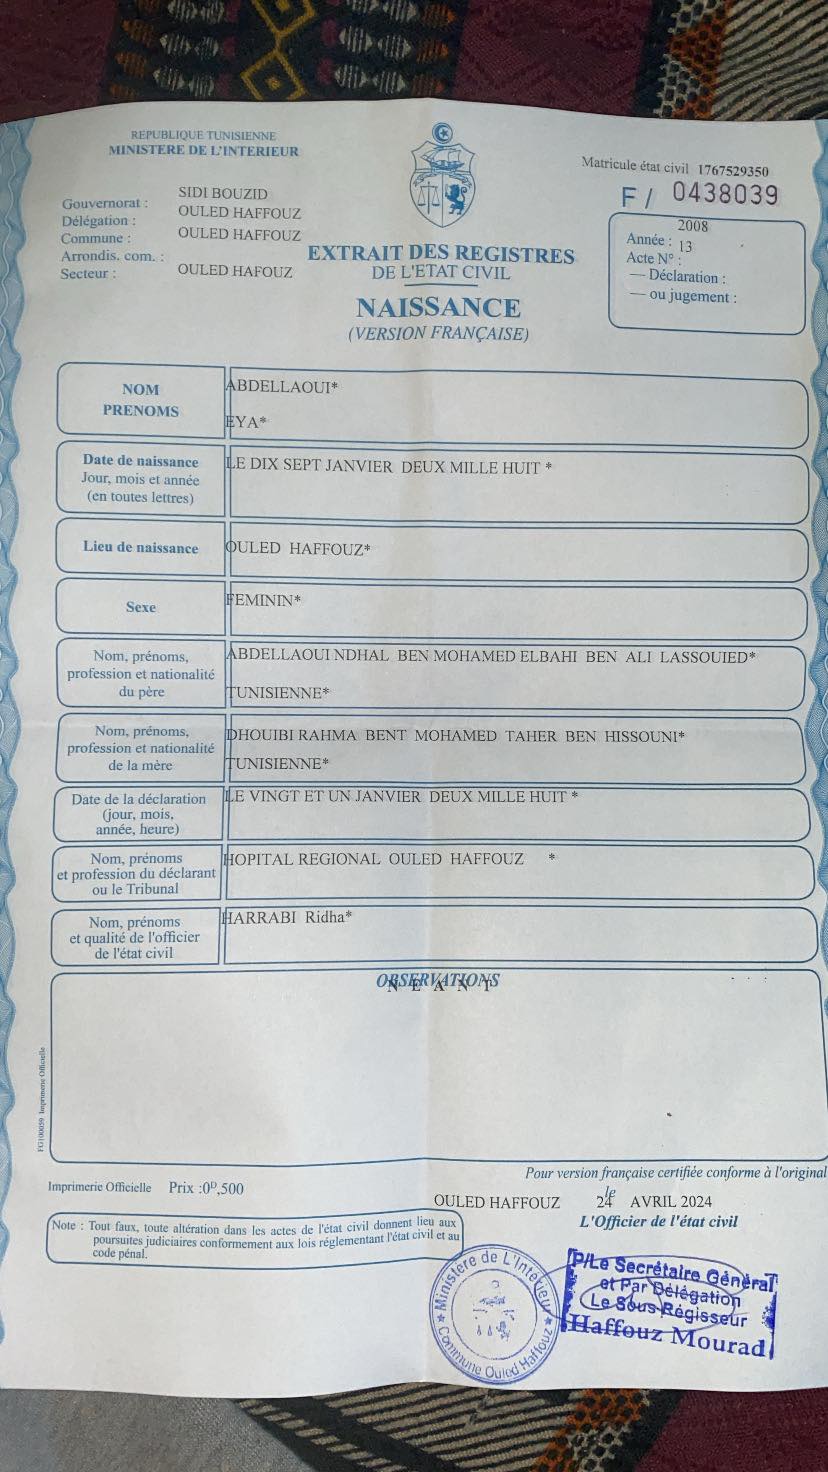 REPUBLIQUE TUNISIENNE
MINISTERE DE L'INTERIEUR
Gouvernorat : SIDI BOUZID
Délégation : OULED HAFFOUZ
Commune : OULED HAFFOUZ
Arrondis. com. :
Secteur : OULED HAFOUZ
Matricule état civil 1767529350
F / 0438039
2008
Année : 13
Acte N° :
— Déclaration :
— ou jugement :
EXTRAIT DES REGISTRES
DE L'ETAT CIVIL
NAISSANCE
(VERSION FRANÇAISE)
NOM
PRENOMS
ABDELLAOUI*
EYA*
Date de naissance
Jour, mois et année
(en toutes lettres)
LE DIX SEPT JANVIER DEUX MILLE HUIT *
Lieu de naissance
OULED HAFFOUZ*
Sexe
FEMININ*
Nom, prénoms,
profession et nationalité
du père
ABDELLAOUI NDHAL BEN MOHAMED ELBAHI BEN ALI LASSOUIED*
TUNISIENNE*
Nom, prénoms,
profession et nationalité
de la mère
DHOUIBI RAHMA BENT MOHAMED TAHER BEN HISSOUNI*
TUNISIENNE*
Date de la déclaration
(jour, mois,
année, heure)
LE VINGT ET UN JANVIER DEUX MILLE HUIT *
Nom, prénoms
et profession du déclarant
ou le Tribunal
HOPITAL REGIONAL OULED HAFFOUZ *
Nom, prénoms
et qualité de l'officier
de l'état civil
HARRABI Ridha*
OBSERVATIONS
N E A N T
FG100059 Imprimerie Officielle
Imprimerie Officielle Prix :0ᴰ,500
Note : Tout faux, toute altération dans les actes de l'état civil donnent lieu aux
poursuites judiciaires conformement aux lois réglementant l'état civil et au
code pénal.
Pour version française certifiée conforme à l'original
le
OULED HAFFOUZ 24 AVRIL 2024
L'Officier de l'état civil
Ministère de L'Intérieur
Commune Ouled Haffouz
P/Le Secrétaire Général
et Par Délégation
Le Sous Régisseur
Haffouz Mourad